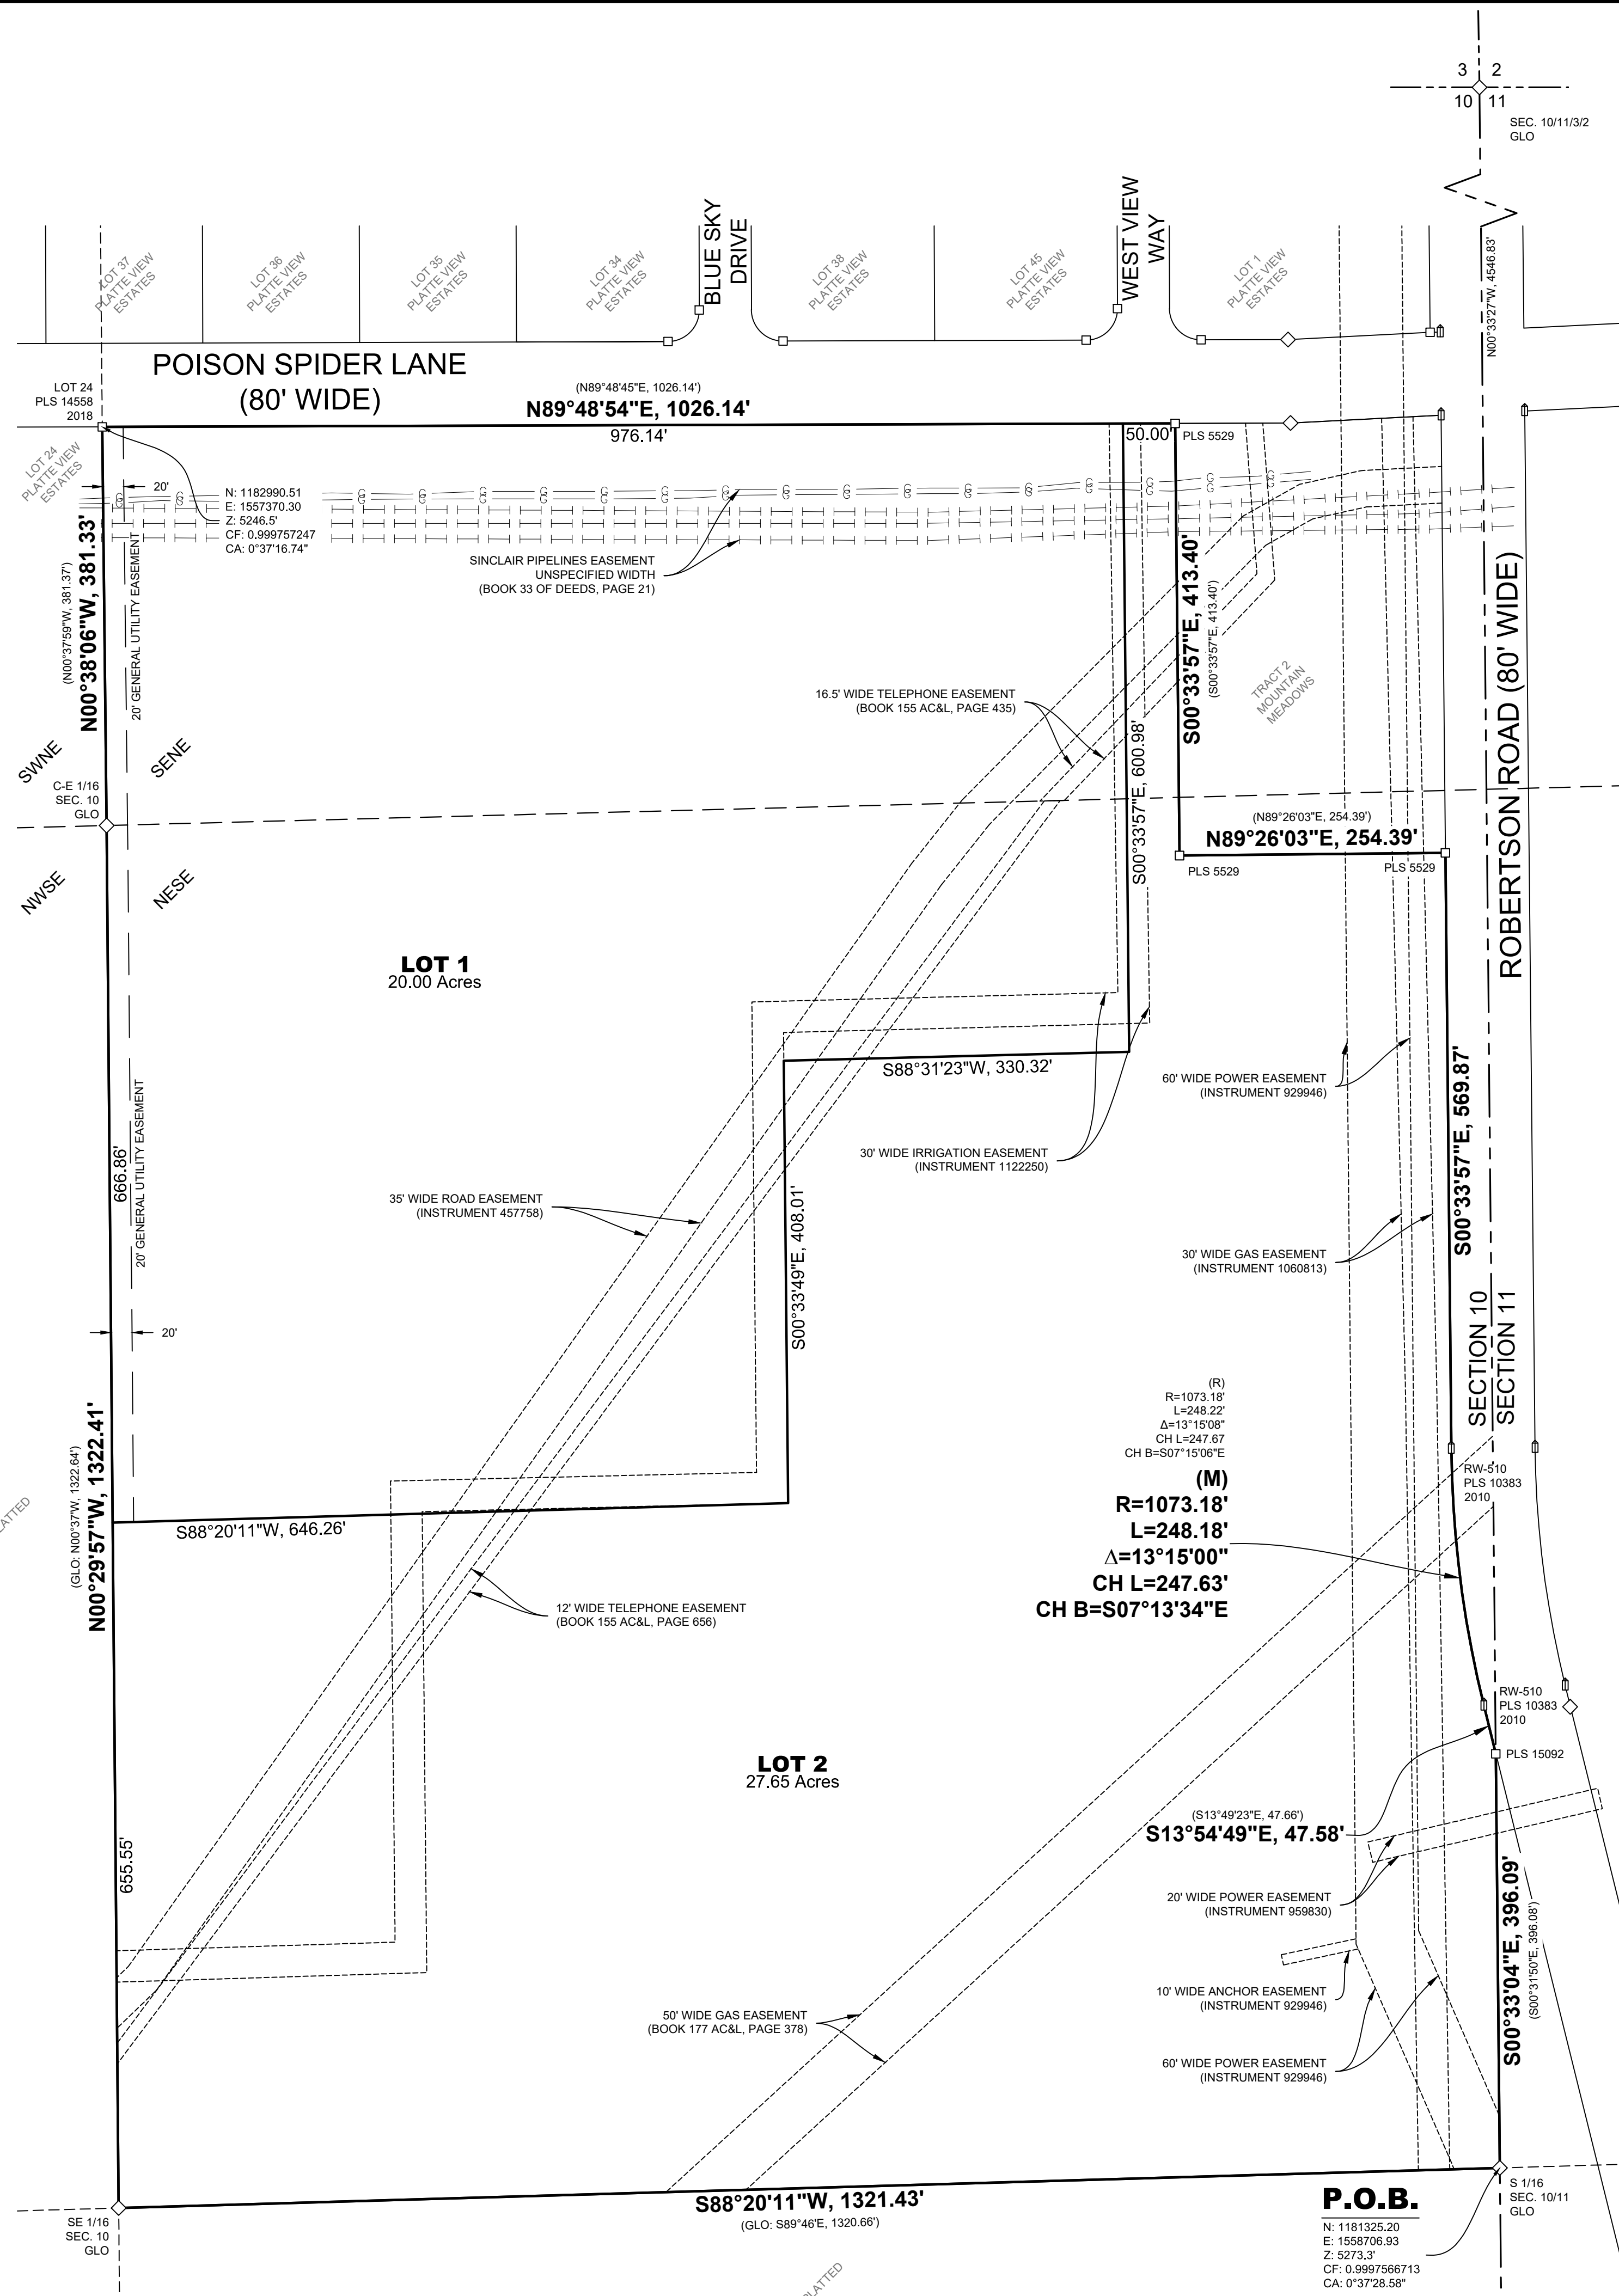 3 2
10 11
SEC. 10/11/3/2
GLO
N00°33'27"W, 4546.83'
LOT 37
PLATTE VIEW
ESTATES
LOT 36
PLATTE VIEW
ESTATES
LOT 35
PLATTE VIEW
ESTATES
LOT 34
PLATTE VIEW
ESTATES
BLUE SKY
DRIVE
LOT 38
PLATTE VIEW
ESTATES
LOT 45
PLATTE VIEW
ESTATES
WEST VIEW
WAY
LOT 1
PLATTE VIEW
ESTATES
POISON SPIDER LANE
(80' WIDE)
LOT 24
PLS 14558
2018
(N89°48'45"E, 1026.14')
N89°48'54"E, 1026.14'
976.14'
50.00'
PLS 5529
LOT 24
PLATTE VIEW
ESTATES
20'
N: 1182990.51
E: 1557370.30
Z: 5246.5'
CF: 0.999757247
CA: 0°37'16.74"
G G G G G G G G G G G G G G G G G G G G
SINCLAIR PIPELINES EASEMENT
UNSPECIFIED WIDTH
(BOOK 33 OF DEEDS, PAGE 21)
(N00°37'59"W, 381.37')
N00°38'06"W, 381.33'
20' GENERAL UTILITY EASEMENT
S00°33'57"E, 413.40'
(S00°33'57"E, 413.40')
TRACT 2
MOUNTAIN
MEADOWS
ROBERTSON ROAD (80' WIDE)
16.5' WIDE TELEPHONE EASEMENT
(BOOK 155 AC&L, PAGE 435)
S00°33'57"E, 600.98'
SWNE
SENE
C-E 1/16
SEC. 10
GLO
NWSE
NESE
(N89°26'03"E, 254.39')
N89°26'03"E, 254.39'
PLS 5529
PLS 5529
LOT 1
20.00 Acres
S88°31'23"W, 330.32'
60' WIDE POWER EASEMENT
(INSTRUMENT 929946)
S00°33'57"E, 569.87'
30' WIDE IRRIGATION EASEMENT
(INSTRUMENT 1122250)
666.86'
20' GENERAL UTILITY EASEMENT
35' WIDE ROAD EASEMENT
(INSTRUMENT 457758)
S00°33'49"E, 408.01'
30' WIDE GAS EASEMENT
(INSTRUMENT 1060813)
SECTION 10
SECTION 11
20'
(R)
R=1073.18'
L=248.22'
Δ=13°15'08"
CH L=247.67
CH B=S07°15'06"E
(M)
R=1073.18'
L=248.18'
Δ=13°15'00"
CH L=247.63'
CH B=S07°13'34"E
RW-510
PLS 10383
2010
(GLO: N00°37'W, 1322.64')
N00°29'57"W, 1322.41'
S88°20'11"W, 646.26'
12' WIDE TELEPHONE EASEMENT
(BOOK 155 AC&L, PAGE 656)
RW-510
PLS 10383
2010
PLS 15092
LOT 2
27.65 Acres
655.55'
(S13°49'23"E, 47.66')
S13°54'49"E, 47.58'
20' WIDE POWER EASEMENT
(INSTRUMENT 959830)
S00°33'04"E, 396.09'
(S00°31'50"E, 396.08')
10' WIDE ANCHOR EASEMENT
(INSTRUMENT 929946)
50' WIDE GAS EASEMENT
(BOOK 177 AC&L, PAGE 378)
60' WIDE POWER EASEMENT
(INSTRUMENT 929946)
S88°20'11"W, 1321.43'
(GLO: S89°46'E, 1320.66')
SE 1/16
SEC. 10
GLO
P.O.B.
N: 1181325.20
E: 1558706.93
Z: 5273.3'
CF: 0.9997566713
CA: 0°37'28.58"
S 1/16
SEC. 10/11
GLO